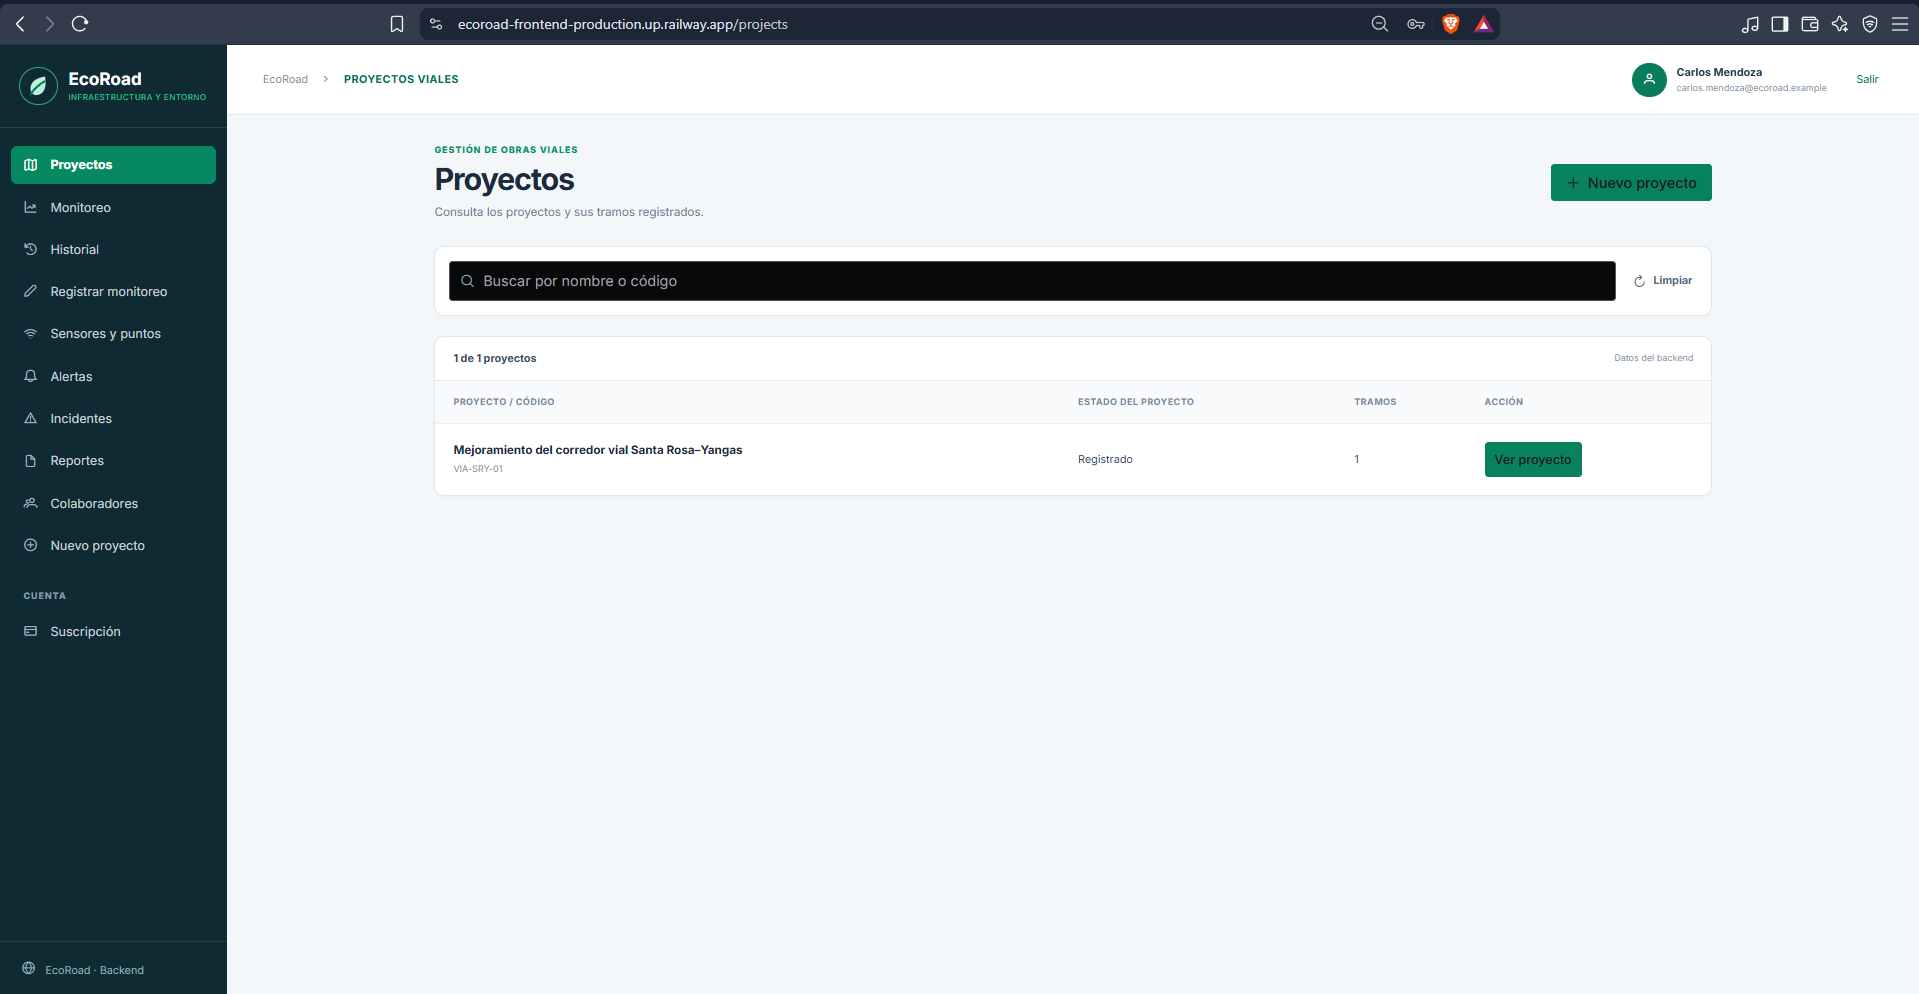 ecoroad-frontend-production.up.railway.app/projects
EcoRoad
INFRAESTRUCTURA Y ENTORNO
Proyectos
Monitoreo
Historial
Registrar monitoreo
Sensores y puntos
Alertas
Incidentes
Reportes
Colaboradores
Nuevo proyecto
CUENTA
Suscripción
EcoRoad · Backend
EcoRoad > PROYECTOS VIALES
Carlos Mendoza
carlos.mendoza@ecoroad.example
Salir
GESTIÓN DE OBRAS VIALES
Proyectos
Consulta los proyectos y sus tramos registrados.
+ Nuevo proyecto
Buscar por nombre o código
Limpiar
1 de 1 proyectos
Datos del backend
PROYECTO / CÓDIGO ESTADO DEL PROYECTO TRAMOS ACCIÓN
Mejoramiento del corredor vial Santa Rosa–Yangas
VIA-SRY-01
Registrado
1
Ver proyecto